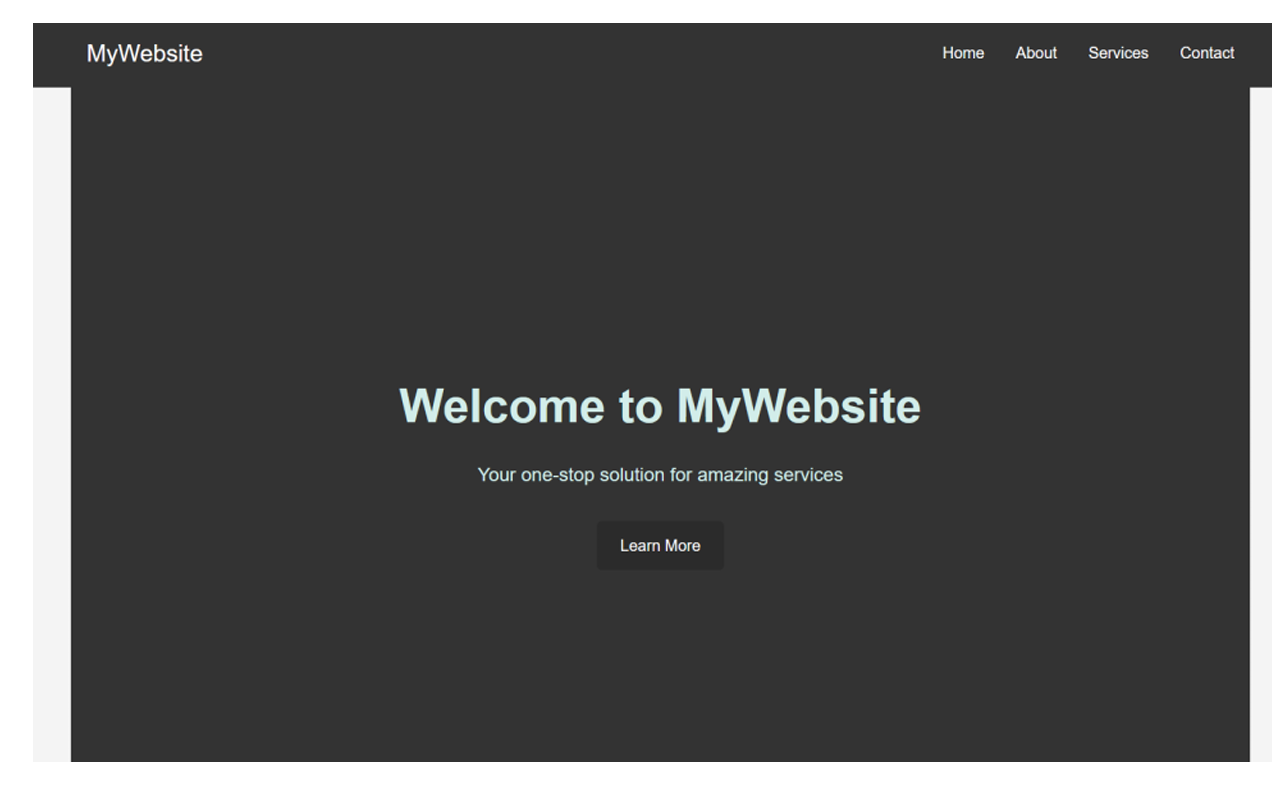 MyWebsite
Home About Services Contact
Welcome to MyWebsite
Your one-stop solution for amazing services
Learn More